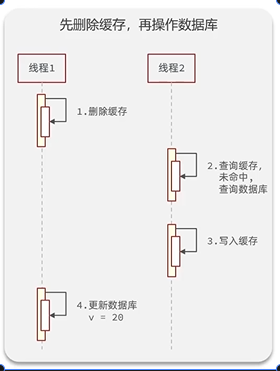 先删除缓存，再操作数据库
线程1
线程2
1.删除缓存
2.查询缓存，
未命中，
查询数据库
3.写入缓存
4.更新数据库
v = 20